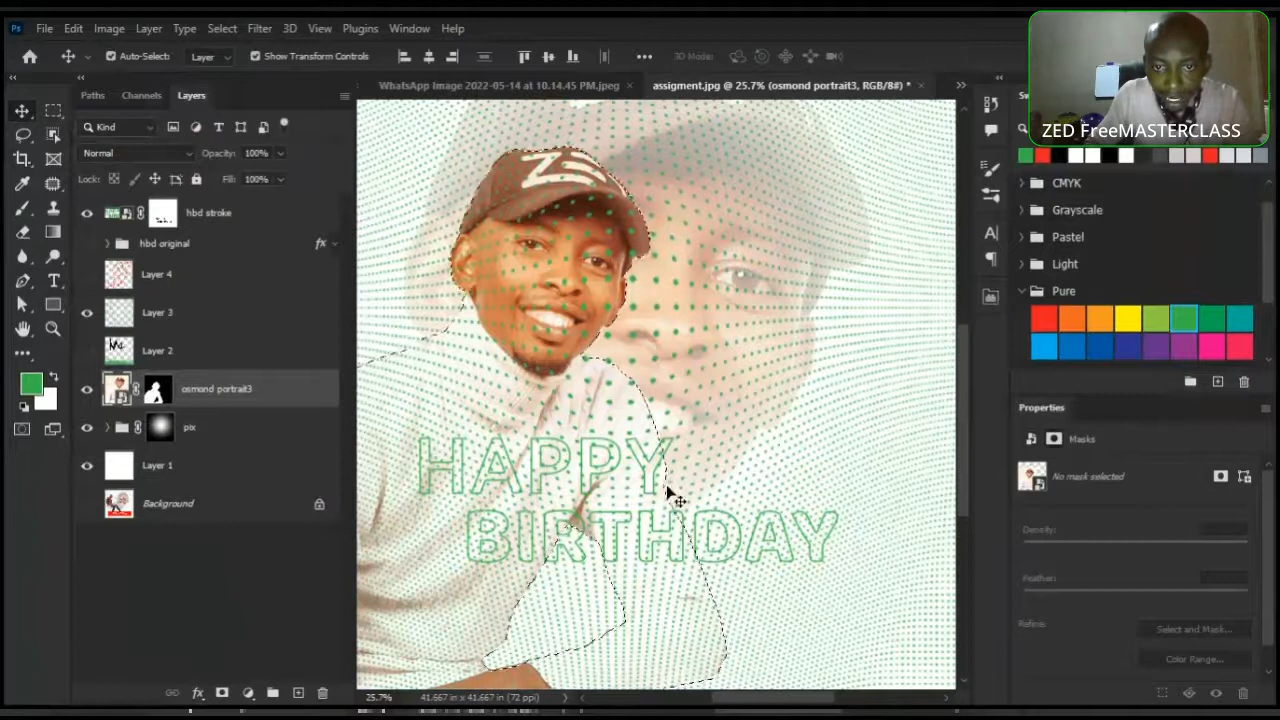 Ps File Edit Image Layer Type Select Filter 3D View Plugins Window Help
Auto-Select: Layer Show Transform Controls 3D Mode:
ZED FreeMASTERCLASS
WhatsApp Image 2022-05-14 at 10.14.45 PM.jpeg × assigment.jpg @ 25.7% (osmond portrait3, RGB/8#) * ×
Paths Channels Layers
Kind
Normal Opacity: 100%
Lock: Fill: 100%
hbd stroke
hbd original fx
Layer 4
Layer 3
Layer 2
osmond portrait3
pix
Layer 1
Background
ZE
HAPPY
BIRTHDAY
25.7% 41.667 in x 41.667 in (72 ppi)
CMYK
Grayscale
Pastel
Light
Pure
Properties
Masks
No mask selected
Density:
Feather:
Refine: Select and Mask...
Color Range...